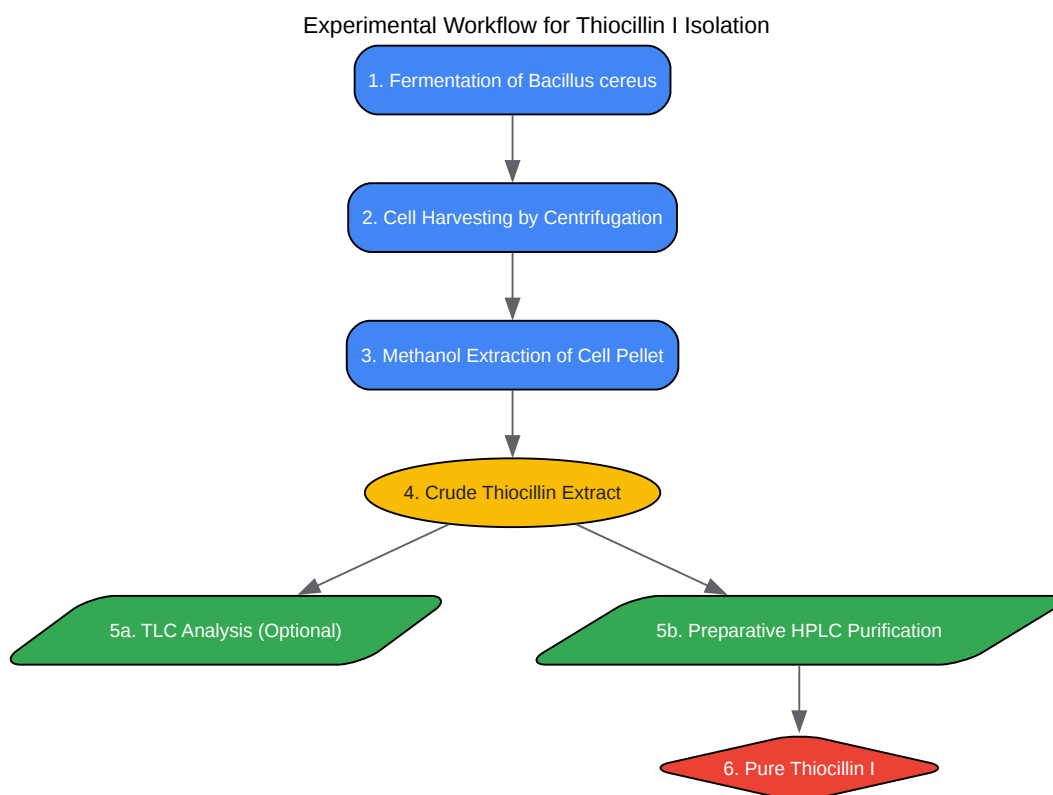 Experimental Workflow for Thiocillin I Isolation
1. Fermentation of Bacillus cereus
2. Cell Harvesting by Centrifugation
3. Methanol Extraction of Cell Pellet
4. Crude Thiocillin Extract
5a. TLC Analysis (Optional)
5b. Preparative HPLC Purification
6. Pure Thiocillin I